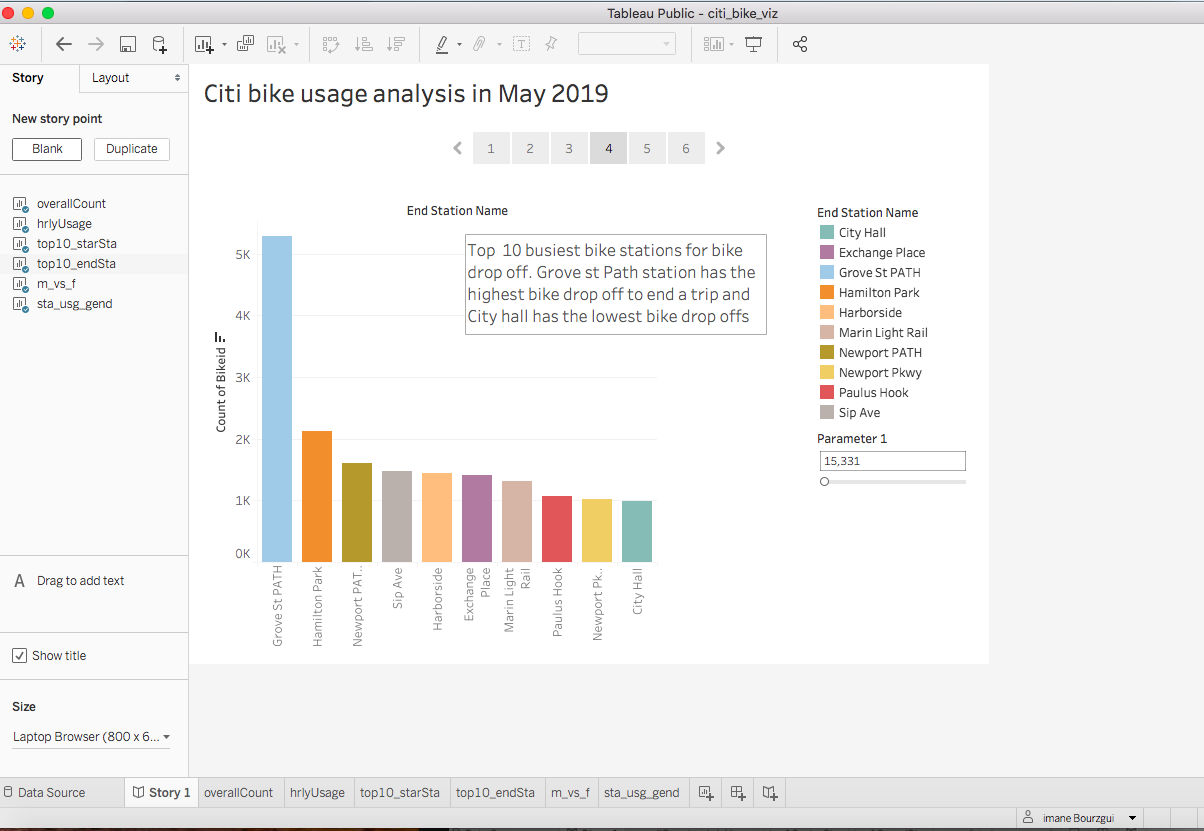 Tableau Public - citi_bike_viz
Story
Layout
New story point
Blank
Duplicate
overallCount
hrlyUsage
top10_starSta
top10_endSta
m_vs_f
sta_usg_gend
A Drag to add text
Show title
Size
Laptop Browser (800 x 6...
Citi bike usage analysis in May 2019
1 2 3 4 5 6
End Station Name
Top 10 busiest bike stations for bike
drop off. Grove st Path station has the
highest bike drop off to end a trip and
City hall has the lowest bike drop offs
Count of Bikeid
5K
4K
3K
2K
1K
0K
Grove St PATH
Hamilton Park
Newport PAT..
Sip Ave
Harborside
Exchange
Place
Marin Light
Rail
Paulus Hook
Newport Pk..
City Hall
End Station Name
City Hall
Exchange Place
Grove St PATH
Hamilton Park
Harborside
Marin Light Rail
Newport PATH
Newport Pkwy
Paulus Hook
Sip Ave
Parameter 1
15,331
Data Source
Story 1
overallCount
hrlyUsage
top10_starSta
top10_endSta
m_vs_f
sta_usg_gend
imane Bourzgui